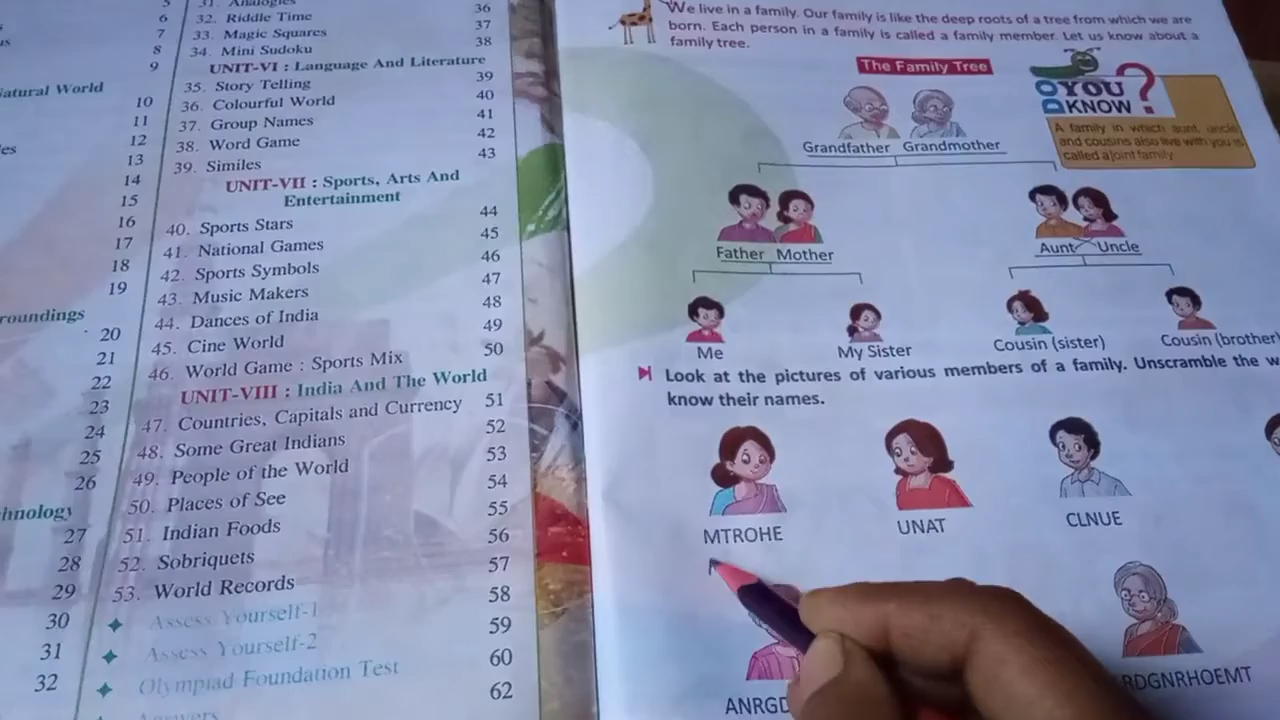 5
6
us
7
8
9
atural World
10
11
es
12
13
14
15
16
17
18
19
roundings
20
21
22
23
24
25
26
hnology
27
28
29
30
31
32
31. Analogies 36
32. Riddle Time 37
33. Magic Squares 38
34. Mini Sudoku
UNIT-VI : Language And Literature
35. Story Telling 39
36. Colourful World 40
37. Group Names 41
38. Word Game 42
39. Similes 43
UNIT-VII : Sports, Arts And
Entertainment
40. Sports Stars 44
41. National Games 45
42. Sports Symbols 46
43. Music Makers 47
44. Dances of India 48
45. Cine World 49
46. World Game : Sports Mix 50
UNIT-VIII : India And The World
47. Countries, Capitals and Currency 51
48. Some Great Indians 52
49. People of the World 53
50. Places of See 54
51. Indian Foods 55
52. Sobriquets 56
53. World Records 57
Assess Yourself-1 58
Assess Yourself-2 59
Olympiad Foundation Test 60
Answers 62
We live in a family. Our family is like the deep roots of a tree from which we are
born. Each person in a family is called a family member. Let us know about a
family tree.
The Family Tree
DO YOU KNOW ?
A family in which aunt, uncle
and cousins also live with you is
called a joint family
Grandfather Grandmother
Father Mother
Aunt Uncle
Me
My Sister
Cousin (sister)
Cousin (brother
Look at the pictures of various members of a family. Unscramble the w
know their names.
MTROHE
UNAT
CLNUE
ANRGD
RDGNRHOEMT